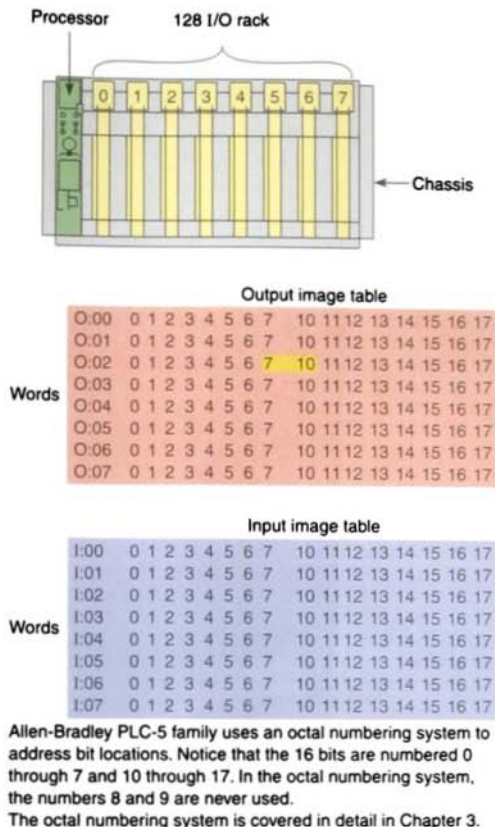 Processor
128 I/O rack
0 1 2 3 4 5 6 7
Chassis
Output image table
Words
O:00 0 1 2 3 4 5 6 7 10 11 12 13 14 15 16 17
O:01 0 1 2 3 4 5 6 7 10 11 12 13 14 15 16 17
O:02 0 1 2 3 4 5 6 7 10 11 12 13 14 15 16 17
O:03 0 1 2 3 4 5 6 7 10 11 12 13 14 15 16 17
O:04 0 1 2 3 4 5 6 7 10 11 12 13 14 15 16 17
O:05 0 1 2 3 4 5 6 7 10 11 12 13 14 15 16 17
O:06 0 1 2 3 4 5 6 7 10 11 12 13 14 15 16 17
O:07 0 1 2 3 4 5 6 7 10 11 12 13 14 15 16 17
Input image table
Words
I:00 0 1 2 3 4 5 6 7 10 11 12 13 14 15 16 17
I:01 0 1 2 3 4 5 6 7 10 11 12 13 14 15 16 17
I:02 0 1 2 3 4 5 6 7 10 11 12 13 14 15 16 17
I:03 0 1 2 3 4 5 6 7 10 11 12 13 14 15 16 17
I:04 0 1 2 3 4 5 6 7 10 11 12 13 14 15 16 17
I:05 0 1 2 3 4 5 6 7 10 11 12 13 14 15 16 17
I:06 0 1 2 3 4 5 6 7 10 11 12 13 14 15 16 17
I:07 0 1 2 3 4 5 6 7 10 11 12 13 14 15 16 17
Allen-Bradley PLC-5 family uses an octal numbering system to
address bit locations. Notice that the 16 bits are numbered 0
through 7 and 10 through 17. In the octal numbering system,
the numbers 8 and 9 are never used.
The octal numbering system is covered in detail in Chapter 3.